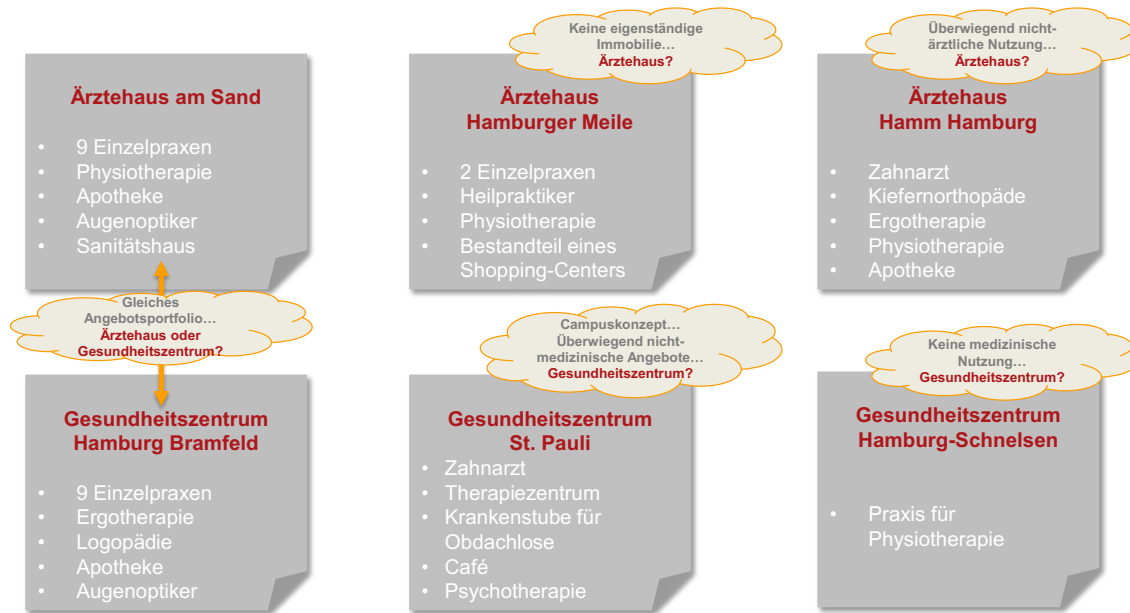 Ärztehaus am Sand
• 9 Einzelpraxen
• Physiotherapie
• Apotheke
• Augenoptiker
• Sanitätshaus
Keine eigenständige
Immobilie…
Ärztehaus?
Ärztehaus
Hamburger Meile
• 2 Einzelpraxen
• Heilpraktiker
• Physiotherapie
• Bestandteil eines
Shopping-Centers
Überwiegend nicht-
ärztliche Nutzung…
Ärztehaus?
Ärztehaus
Hamm Hamburg
• Zahnarzt
• Kiefernorthopäde
• Ergotherapie
• Physiotherapie
• Apotheke
Gleiches
Angebotsportfolio…
Ärztehaus oder
Gesundheitszentrum?
Gesundheitszentrum
Hamburg Bramfeld
• 9 Einzelpraxen
• Ergotherapie
• Logopädie
• Apotheke
• Augenoptiker
Campuskonzept…
Überwiegend nicht-
medizinische Angebote…
Gesundheitszentrum?
Gesundheitszentrum
St. Pauli
• Zahnarzt
• Therapiezentrum
• Krankenstube für
Obdachlose
• Café
• Psychotherapie
Keine medizinische
Nutzung…
Gesundheitszentrum?
Gesundheitszentrum
Hamburg-Schnelsen
• Praxis für
Physiotherapie